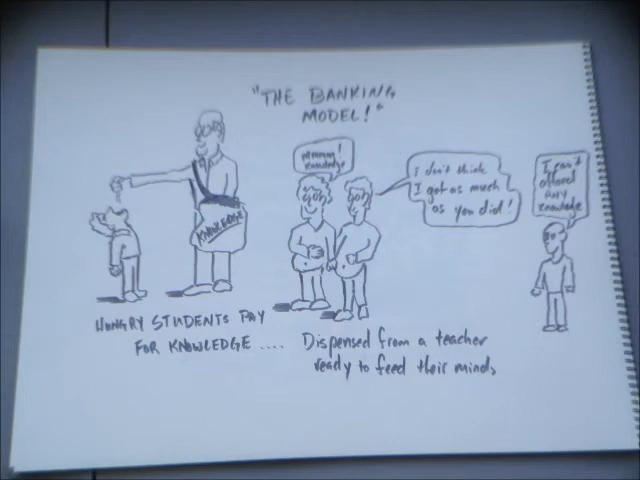 "THE BANKING
MODEL!"
mmmm!
knowledge
I don't think
I got as much
as you did!
I can't
afford
any
knowledge
KNOWLEDGE
HUNGRY STUDENTS PAY
FOR KNOWLEDGE ....
Dispensed from a teacher
ready to feed their minds